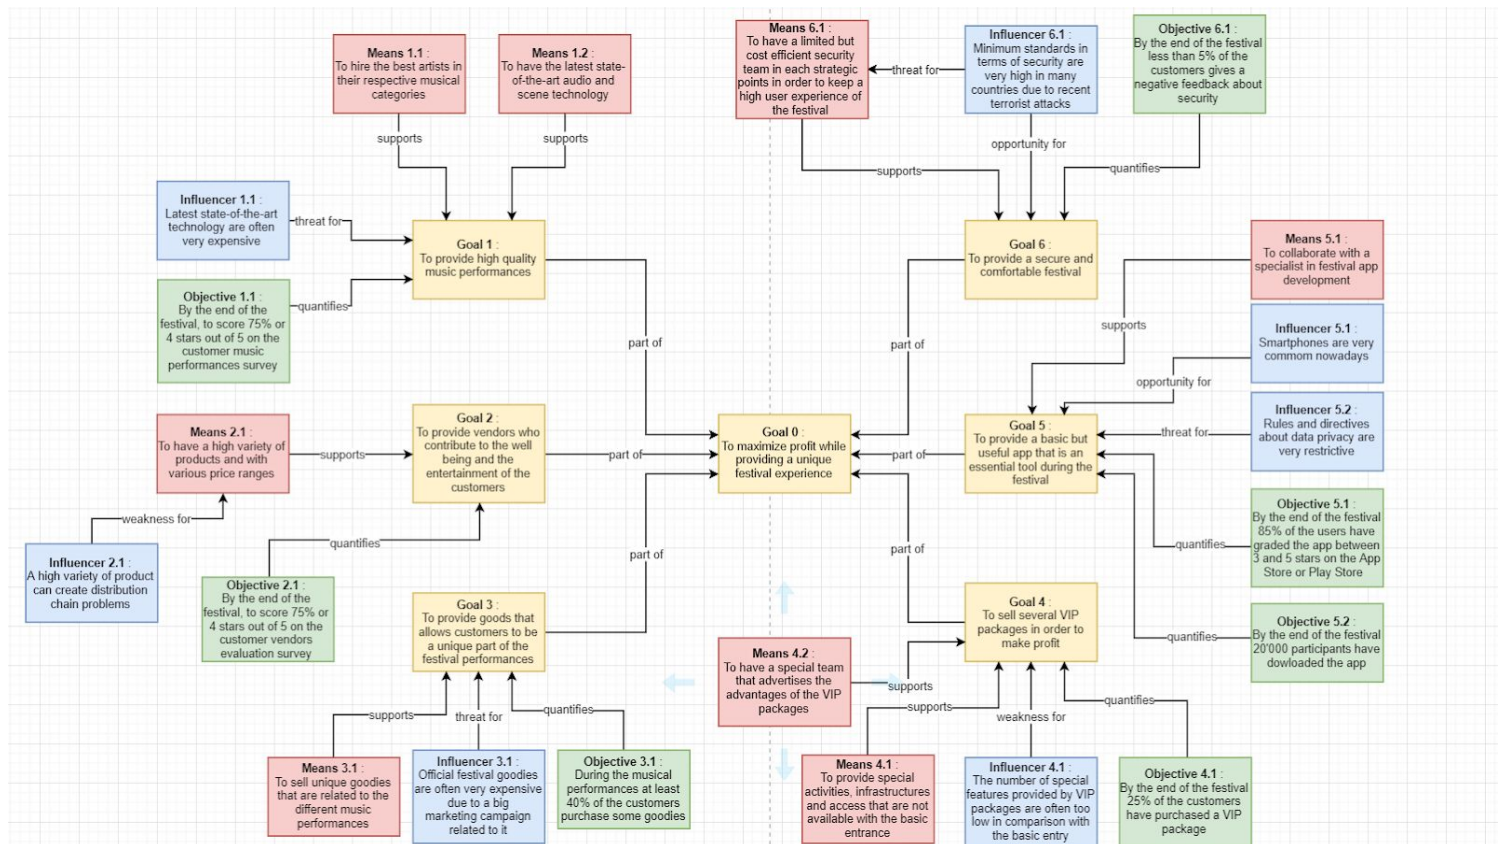 Means 1.1 :
To hire the best artists in
their respective musical
categories
Means 1.2 :
To have the latest state-
of-the-art audio and
scene technology
Means 6.1 :
To have a limited but
cost efficient security
team in each strategic
points in order to keep a
high user experience of
the festival
threat for
Influencer 6.1 :
Minimum standards in
terms of security are
very high in many
countries due to recent
terrorist attacks
Objective 6.1 :
By the end of the festival
less than 5% of the
customers gives a
negative feedback about
security
supports
supports
supports
opportunity for
quantifies
Influencer 1.1 :
Latest state-of-the-art
technology are often
very expensive
threat for
Goal 1 :
To provide high quality
music performances
Goal 6 :
To provide a secure and
comfortable festival
Means 5.1 :
To collaborate with a
specialist in festival app
development
Objective 1.1 :
By the end of the
festival, to score 75% or
4 stars out of 5 on the
customer music
performances survey
quantifies
part of
part of
supports
Influencer 5.1 :
Smartphones are very
commom nowadays
opportunity for
Means 2.1 :
To have a high variety of
products and with
various price ranges
supports
Goal 2 :
To provide vendors who
contribute to the well
being and the
entertainment of the
customers
part of
Goal 0 :
To maximize profit while
providing a unique
festival experience
part of
Goal 5 :
To provide a basic but
useful app that is an
essential tool during the
festival
threat for
Influencer 5.2 :
Rules and directives
about data privacy are
very restrictive
weakness for
Influencer 2.1 :
A high variety of product
can create distribution
chain problems
quantifies
Objective 2.1 :
By the end of the
festival, to score 75% or
4 stars out of 5 on the
customer vendors
evaluation survey
part of
part of
quantifies
Objective 5.1 :
By the end of the festival
85% of the users have
graded the app between
3 and 5 stars on the App
Store or Play Store
Goal 3 :
To provide goods that
allows customers to be
a unique part of the
festival performances
Goal 4 :
To sell several VIP
packages in order to
make profit
quantifies
Objective 5.2 :
By the end of the festival
20'000 participants have
dowloaded the app
Means 4.2 :
To have a special team
that advertises the
advantages of the VIP
packages
supports
supports
threat for
quantifies
supports
weakness for
quantifies
Means 3.1 :
To sell unique goodies
that are related to the
different music
performances
Influencer 3.1 :
Official festival goodies
are often very expensive
due to a big
marketing campaign
related to it
Objective 3.1 :
During the musical
performances at least
40% of the customers
purchase some goodies
Means 4.1 :
To provide special
activities, infrastructures
and access that are not
available with the basic
entrance
Influencer 4.1 :
The number of special
features provided by VIP
packages are often too
low in comparison with
the basic entry
Objective 4.1 :
By the end of the festival
25% of the customers
have purchased a VIP
package